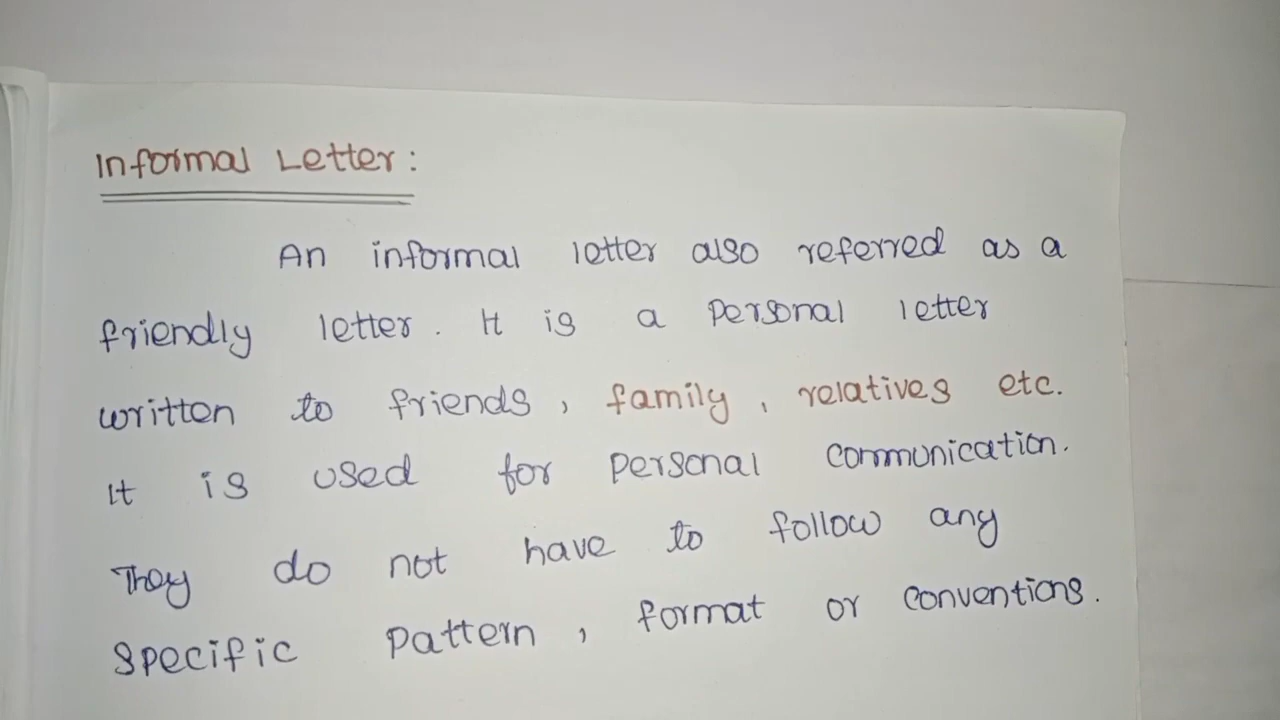 Informal Letter:
An informal letter also referred as a
friendly letter. It is a personal letter
written to friends, family, relatives etc.
It is used for personal communication.
They do not have to follow any
specific pattern, format or conventions.